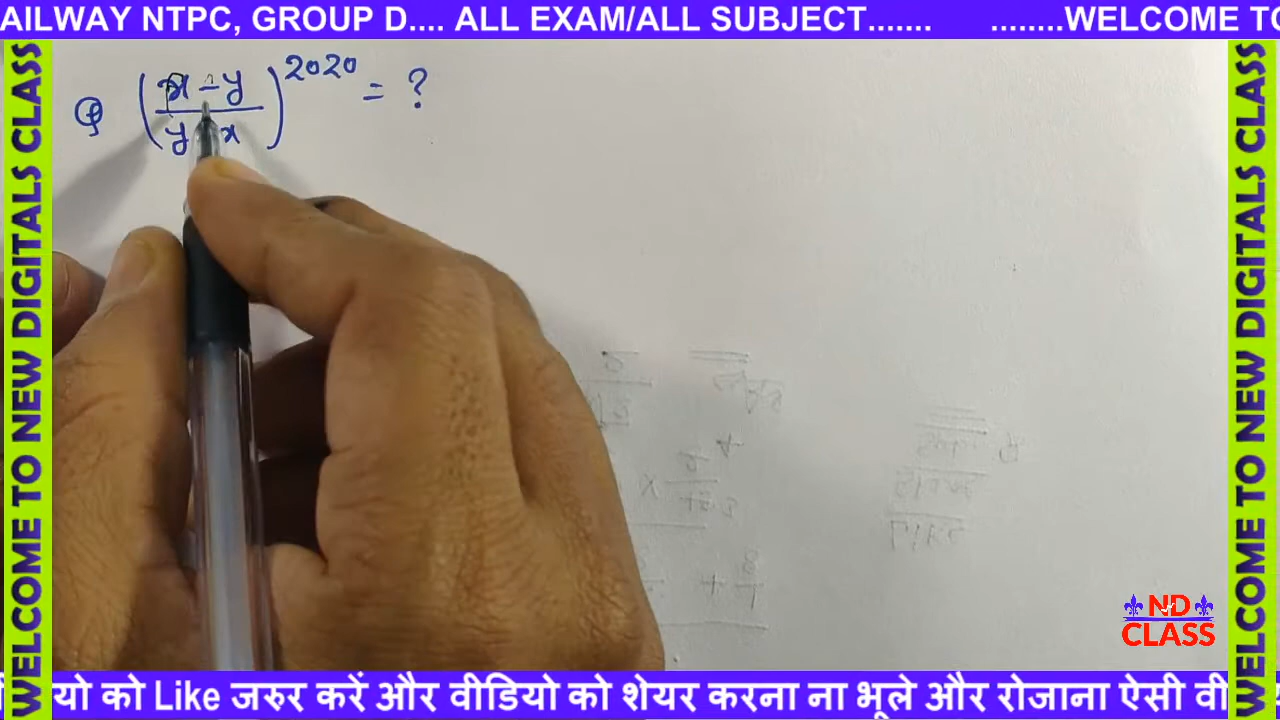 AILWAY NTPC, GROUP D.... ALL EXAM/ALL SUBJECT....... ........WELCOME TO
WELCOME TO NEW DIGITALS CLASS
Q (x - y / y x)^2020 = ?
WELCOME TO NEW DIGITALS CLASS
ND
CLASS
यो को Like जरुर करें और वीडियो को शेयर करना ना भूले और रोजाना ऐसी वी